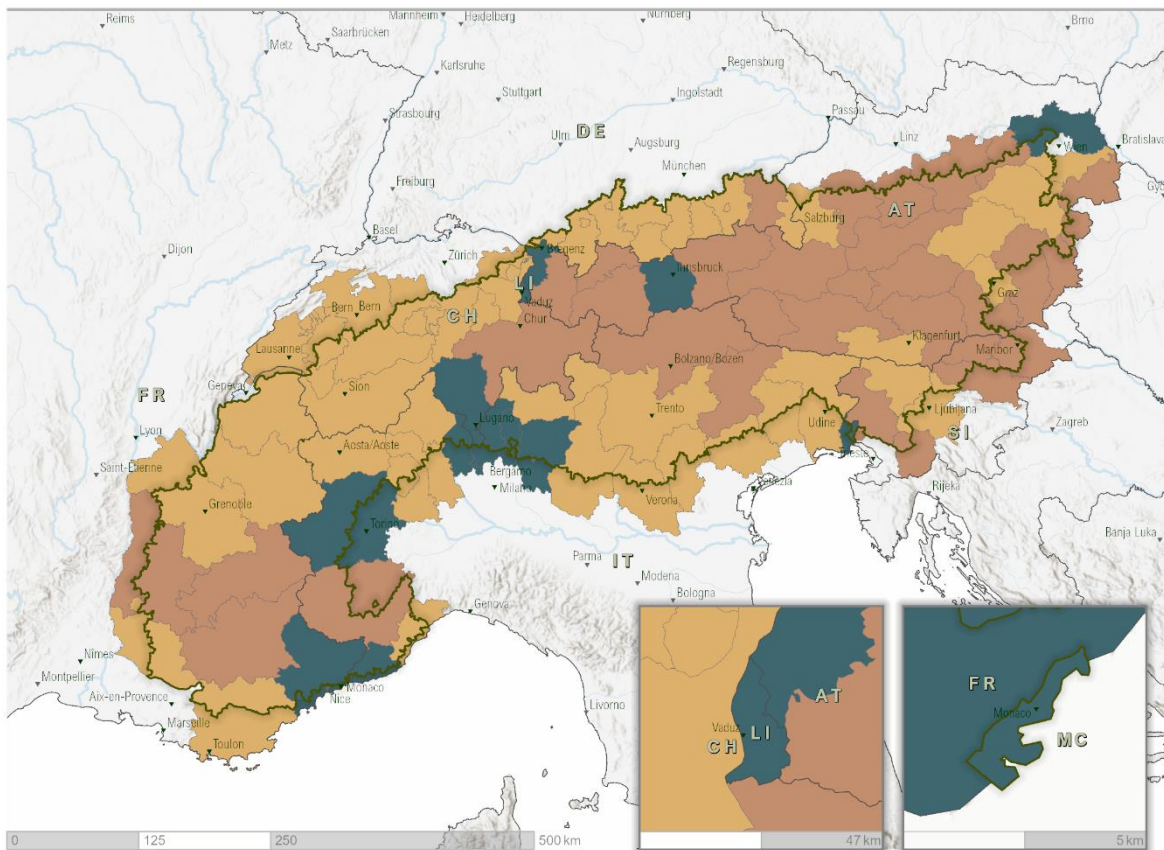 Reims
Mannheim
Heidelberg
Nürnberg
Brno
Saarbrücken
Metz
Karlsruhe
Regensburg
Stuttgart
Ingolstadt
Strasbourg
Passau
Linz
Wien
Bratislava
DE
Ulm
Augsburg
München
Freiburg
AT
Salzburg
Basel
Dijon
Zürich
Bregenz
Innsbruck
LI
Vaduz
Graz
Bern
Bern
CH
Chur
Klagenfurt
Lausanne
Maribor
Bolzano/Bozen
Genève
Sion
FR
Lugano
Trento
Udine
Ljubljana
SI
Zagreb
Lyon
Aosta/Aoste
Trieste
Saint-Étienne
Bergamo
Milano
Verona
Venezia
Rijeka
Grenoble
Torino
Banja Luka
Parma
IT
Modena
Bologna
Genova
Nîmes
Montpellier
Monaco
Nice
Aix-en-Provence
Livorno
Marseille
Toulon
AT
Vaduz
CH
LI
FR
Monaco
MC
0
125
250
500 km
47 km
5 km